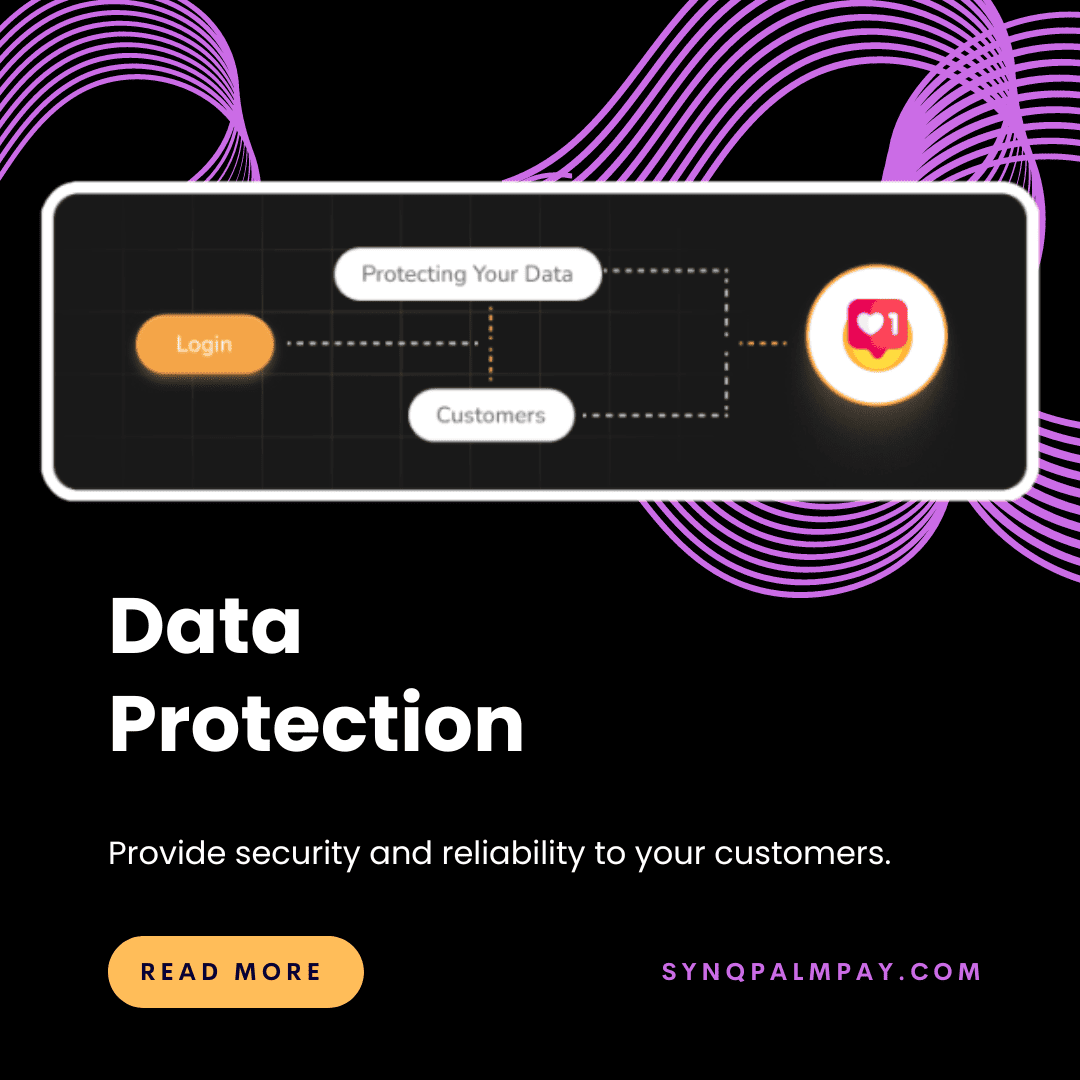 Protecting Your Data
Login
1
Customers
Data
Protection
Provide security and reliability to your customers.
READ MORE
SYNQPALMPAY.COM